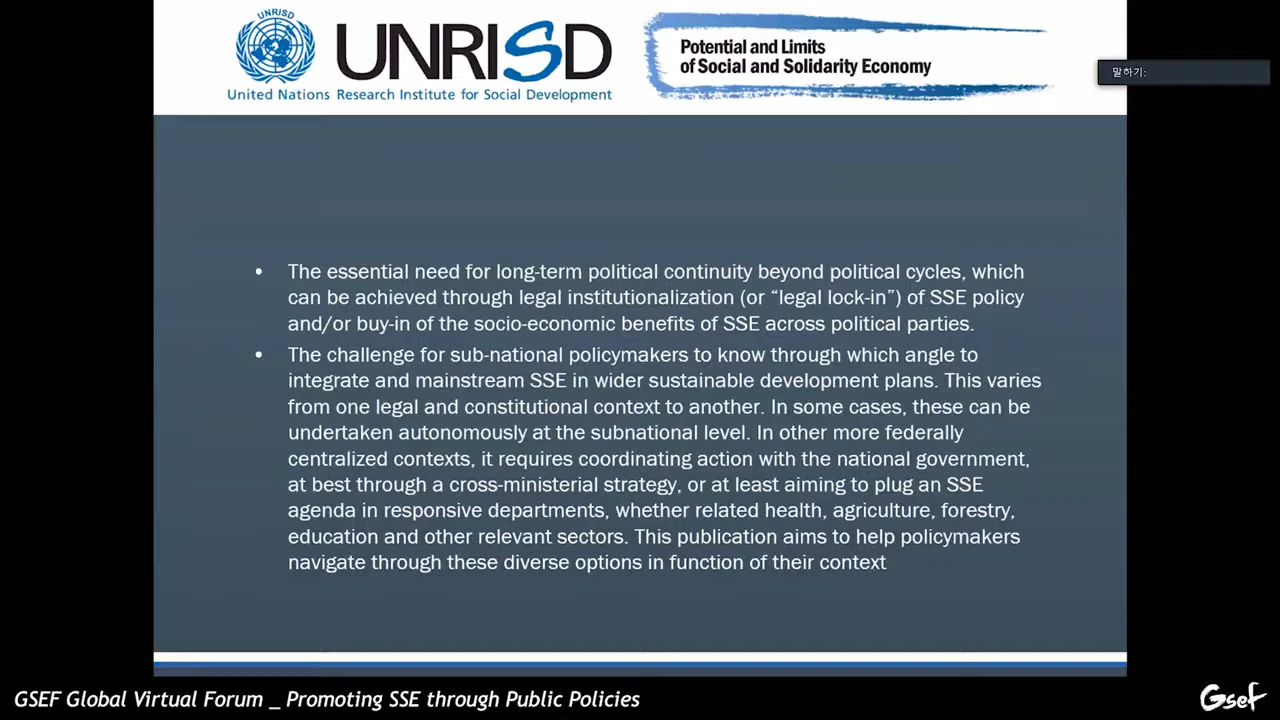 UNRISD
UNRISD
United Nations Research Institute for Social Development
Potential and Limits
of Social and Solidarity Economy
말하기:
• The essential need for long-term political continuity beyond political cycles, which
can be achieved through legal institutionalization (or “legal lock-in”) of SSE policy
and/or buy-in of the socio-economic benefits of SSE across political parties.
• The challenge for sub-national policymakers to know through which angle to
integrate and mainstream SSE in wider sustainable development plans. This varies
from one legal and constitutional context to another. In some cases, these can be
undertaken autonomously at the subnational level. In other more federally
centralized contexts, it requires coordinating action with the national government,
at best through a cross-ministerial strategy, or at least aiming to plug an SSE
agenda in responsive departments, whether related health, agriculture, forestry,
education and other relevant sectors. This publication aims to help policymakers
navigate through these diverse options in function of their context
GSEF Global Virtual Forum _ Promoting SSE through Public Policies
Gsef